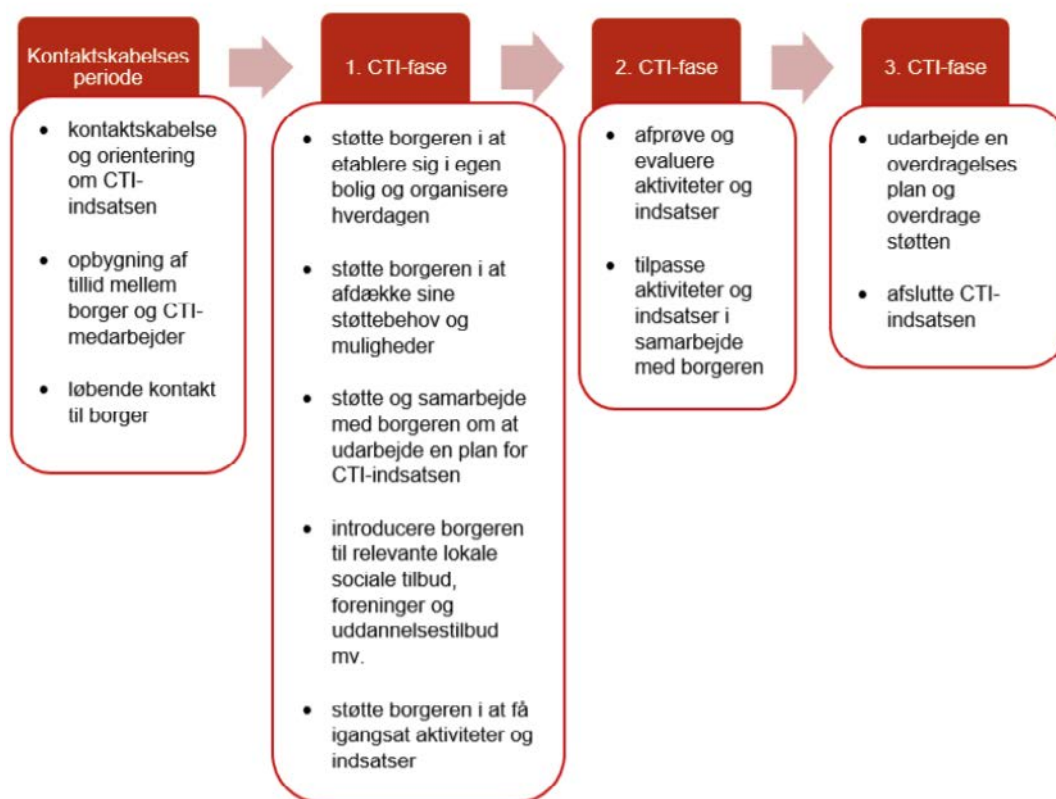 Kontaktskabelses
periode
• kontaktskabelse
og orientering
om CTI-
indsatsen
• opbygning af
tillid mellem
borger og CTI-
medarbejder
• løbende kontakt
til borger
1. CTI-fase
• støtte borgeren i at
etablere sig i egen
bolig og organisere
hverdagen
• støtte borgeren i at
afdække sine
støttebehov og
muligheder
• støtte og samarbejde
med borgeren om at
udarbejde en plan for
CTI-indsatsen
• introducere borgeren
til relevante lokale
sociale tilbud,
foreninger og
uddannelsestilbud
mv.
• støtte borgeren i at få
igangsat aktiviteter og
indsatser
2. CTI-fase
• afprøve og
evaluere
aktiviteter og
indsatser
• tilpasse
aktiviteter og
indsatser i
samarbejde
med borgeren
3. CTI-fase
• udarbejde en
overdragelses
plan og
overdrage
støtten
• afslutte CTI-
indsatsen